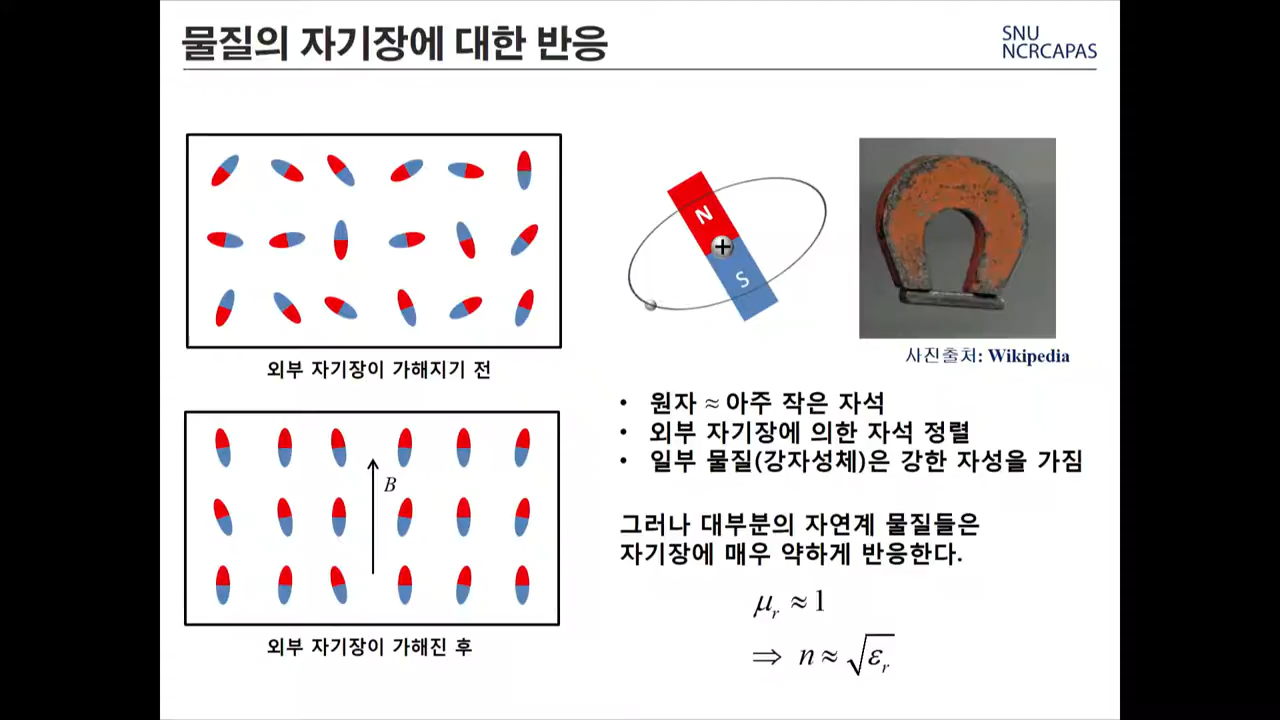 물질의 자기장에 대한 반응
SNU
NCRCAPAS
외부 자기장이 가해지기 전
N
S
사진출처: Wikipedia
B
외부 자기장이 가해진 후
• 원자 ≈ 아주 작은 자석
• 외부 자기장에 의한 자석 정렬
• 일부 물질(강자성체)은 강한 자성을 가짐
그러나 대부분의 자연계 물질들은
자기장에 매우 약하게 반응한다.
μr ≈ 1
⇒ n ≈ √εr